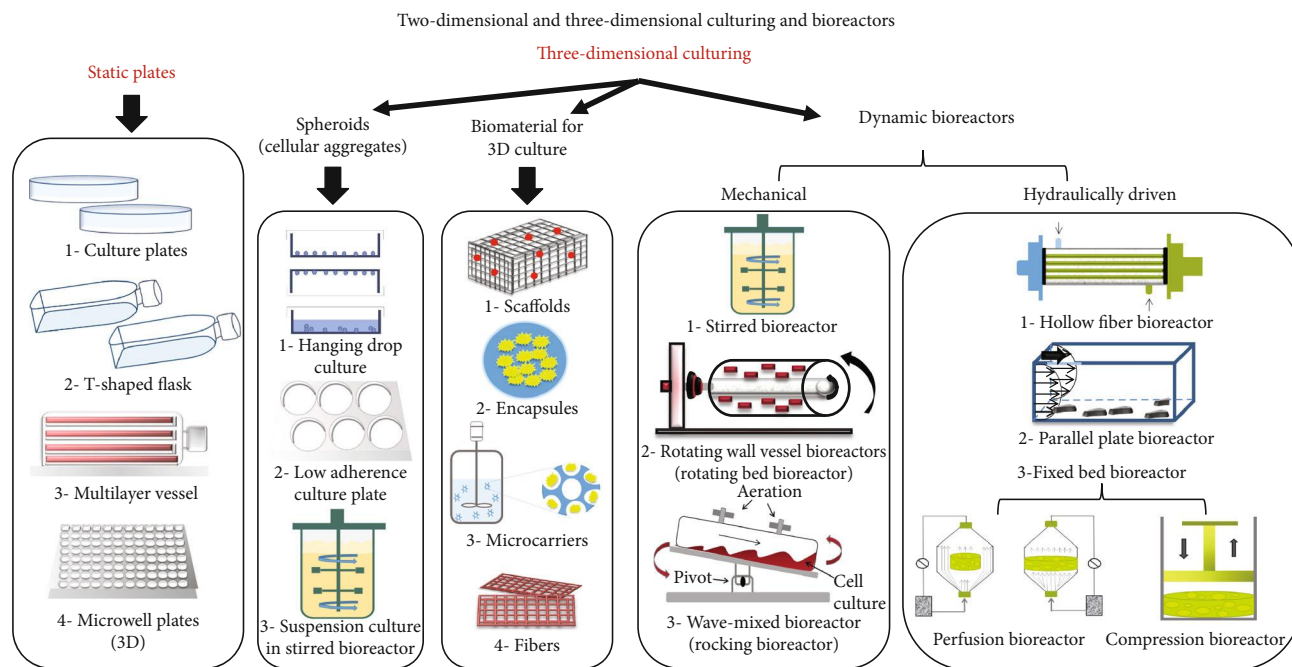 Two-dimensional and three-dimensional culturing and bioreactors
Three-dimensional culturing
Static plates
1- Culture plates
2- T-shaped flask
3- Multilayer vessel
4- Microwell plates
(3D)
Spheroids
(cellular aggregates)
1- Hanging drop
culture
2- Low adherence
culture plate
3- Suspension culture
in stirred bioreactor
Biomaterial for
3D culture
1- Scaffolds
2- Encapsules
3- Microcarriers
4- Fibers
Dynamic bioreactors
Mechanical
1- Stirred bioreactor
2- Rotating wall vessel bioreactors
(rotating bed bioreactor)
Aeration
Pivot
Cell
culture
3- Wave-mixed bioreactor
(rocking bioreactor)
Hydraulically driven
1- Hollow fiber bioreactor
2- Parallel plate bioreactor
3-Fixed bed bioreactor
Perfusion bioreactor
Compression bioreactor